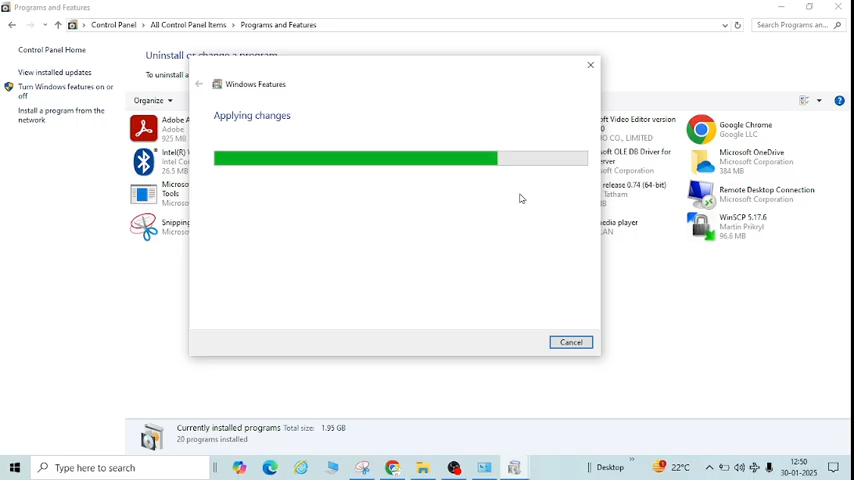 Programs and Features
Control Panel > All Control Panel Items > Programs and Features
Search Programs an...
Control Panel Home
Uninstall or change a program
View installed updates
To uninstall a
Turn Windows features on or
off
Install a program from the
network
Organize
Windows Features
Applying changes
Cancel
Adobe A
Adobe
925 MB
Intel(R) V
Intel Co
26.5 M
Microso
Tools
Snipping
Microso
soft Video Editor version
0
O CO., LIMITED
soft OLE DB Driver for
erver
170.6 MB
release 0.74 (64-bit)
Tatham
edia player
LAN
Google Chrome
Google LLC
Microsoft OneDrive
Microsoft Corporation
384 MB
Remote Desktop Connection
Microsoft Corporation
WinSCP 5.17.6
Martin Prikryl
96.6 MB
Currently installed programs Total size: 1.95 GB
20 programs installed
Type here to search
Desktop
22°C
12:50
30-01-2025